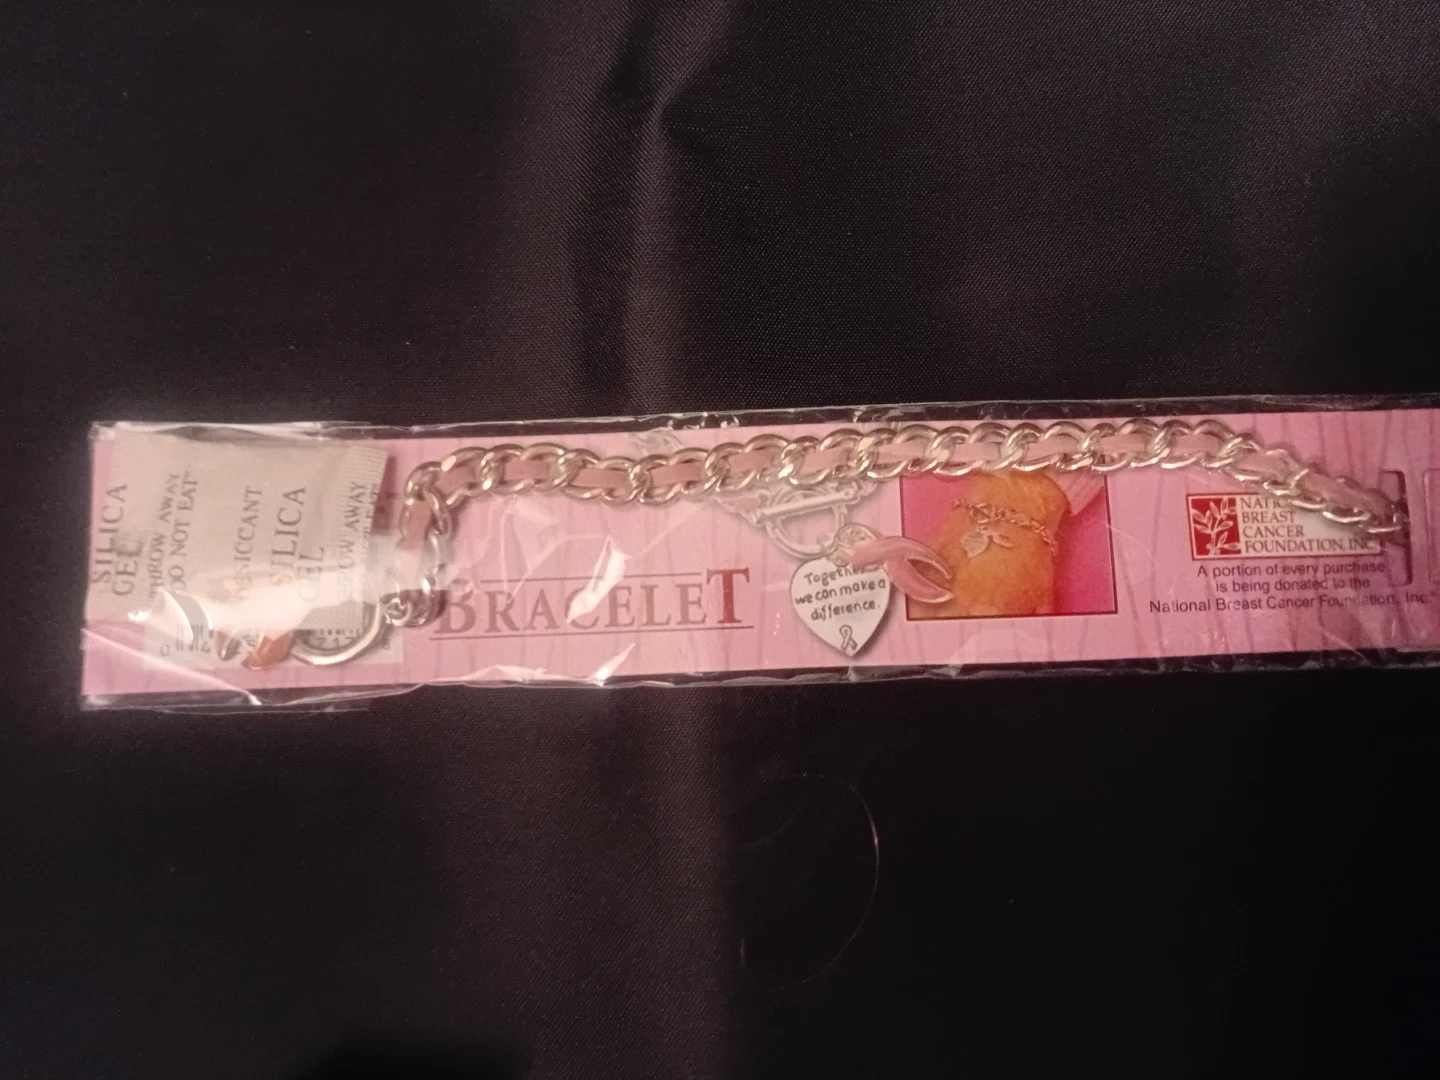 SILICA
GEL
THROW AWAY
DO NOT EAT"
SILICA
GEL
BRACELET
Together
we can make a
difference.
BREAST
CANCER
FOUNDATION, INC.
A portion of every purchase
is being donated to the
National Breast Cancer Foundation, Inc.